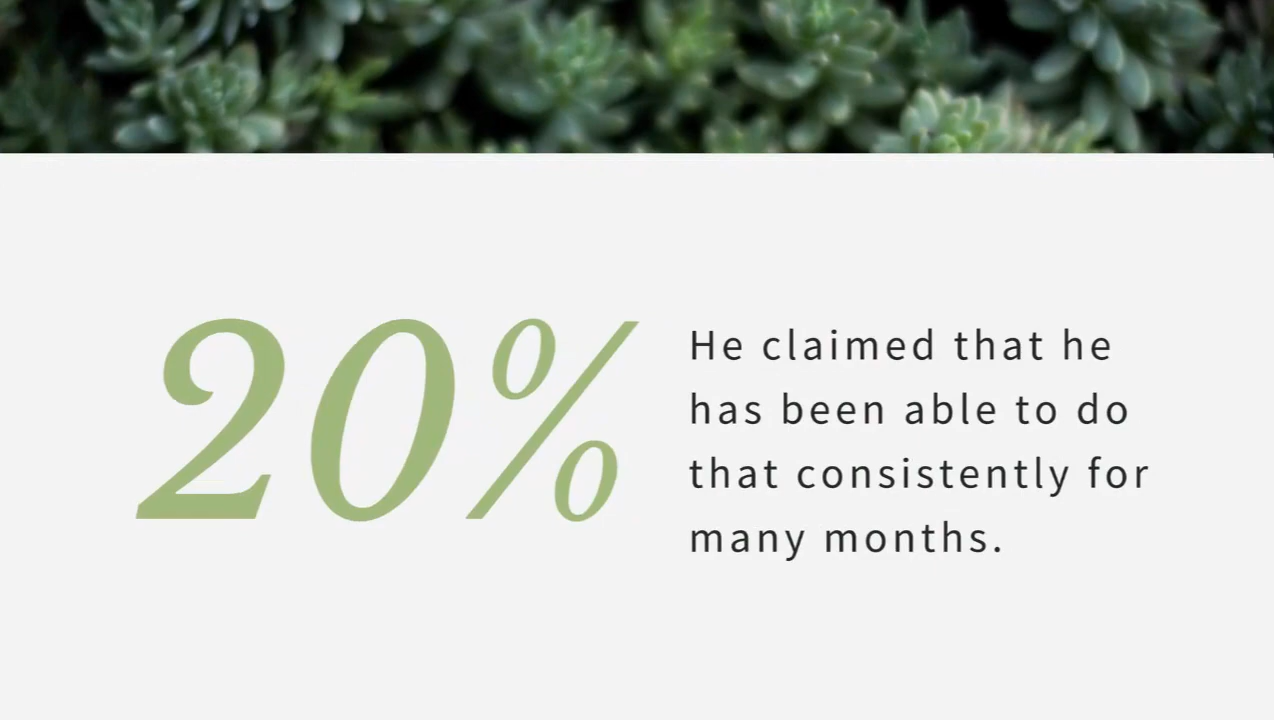 20%
He claimed that he
has been able to do
that consistently for
many months.